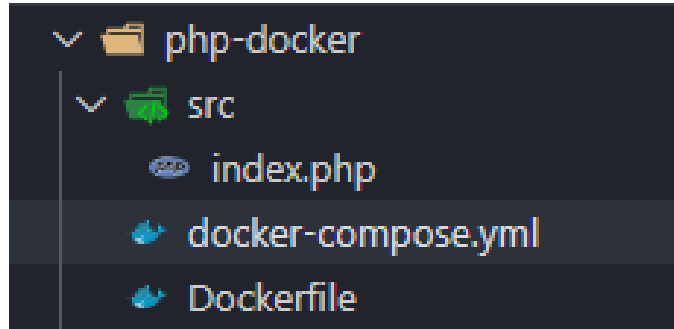 php-docker
src
index.php
docker-compose.yml
Dockerfile